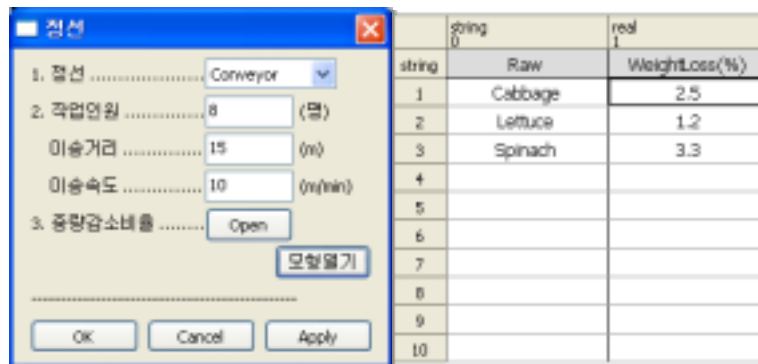 정선
1. 정선 .................... Conveyor
2. 작업인원 .............. 8 (명)
이송거리 .............. 15 (m)
이송속도 .............. 10 (m/min)
3. 중량감소비율 ........ Open
모형열기
--------------------------------------------------
OK Cancel Apply
string 0 real 1
string Raw WeightLoss(%)
1 Cabbage 2.5
2 Lettuce 1.2
3 Spinach 3.3
4
5
6
7
8
9
10